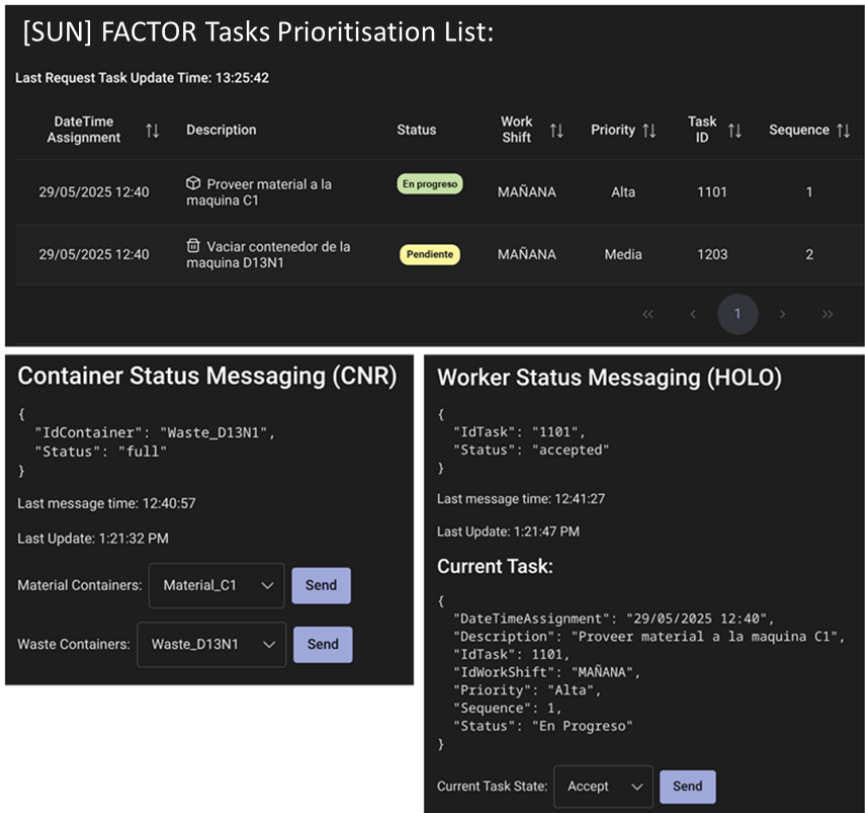 [SUN] FACTOR Tasks Prioritisation List:
Last Request Task Update Time: 13:25:42
DateTime
Assignment
Description
Status
Work
Shift
Priority
Task
ID
Sequence
29/05/2025 12:40
Proveer material a la
maquina C1
En progreso
MAÑANA
Alta
1101
1
29/05/2025 12:40
Vaciar contenedor de la
maquina D13N1
Pendiente
MAÑANA
Media
1203
2
<< < 1 > >>
Container Status Messaging (CNR)
{
"IdContainer": "Waste_D13N1",
"Status": "full"
}
Last message time: 12:40:57
Last Update: 1:21:32 PM
Material Containers: Material_C1 Send
Waste Containers: Waste_D13N1 Send
Worker Status Messaging (HOLO)
{
"IdTask": "1101",
"Status": "accepted"
}
Last message time: 12:41:27
Last Update: 1:21:47 PM
Current Task:
{
"DateTimeAssignment": "29/05/2025 12:40",
"Description": "Proveer material a la maquina C1",
"IdTask": 1101,
"IdWorkShift": "MAÑANA",
"Priority": "Alta",
"Sequence": 1,
"Status": "En Progreso"
}
Current Task State: Accept Send